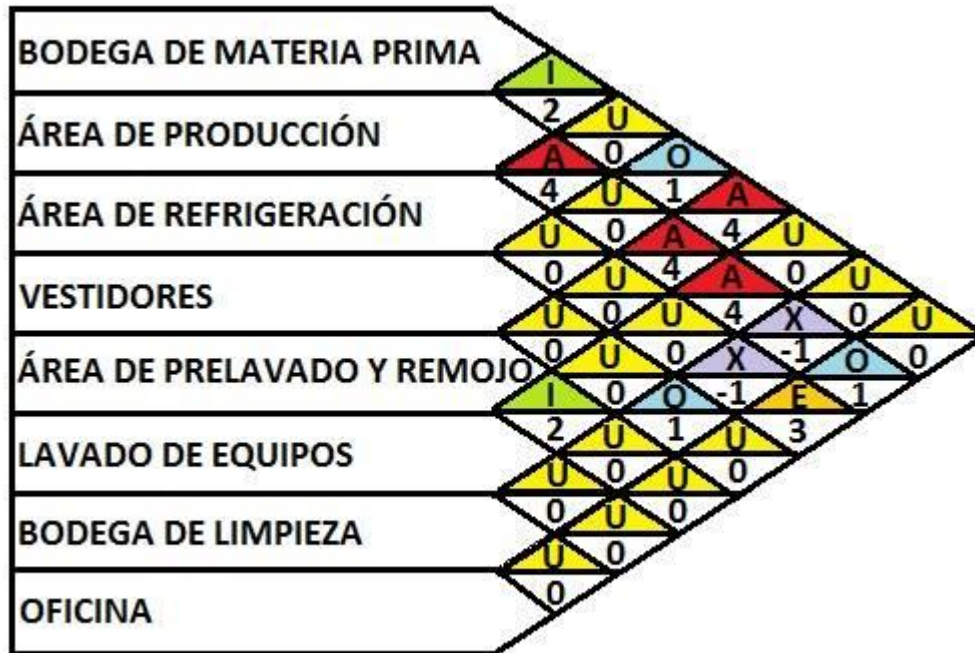 BODEGA DE MATERIA PRIMA
I
2 U
ÁREA DE PRODUCCIÓN
A 0 O
4 U 1 A
ÁREA DE REFRIGERACIÓN
U 0 A 4 U
0 U 4 A 0 U
VESTIDORES
U 0 U 4 X 0 U
0 U 0 X -1 O 0
ÁREA DE PRELAVADO Y REMOJO
I 0 O -1 E 1
2 U 1 U 3
LAVADO DE EQUIPOS
U 0 U 0
0 U 0
BODEGA DE LIMPIEZA
U 0
0
OFICINA